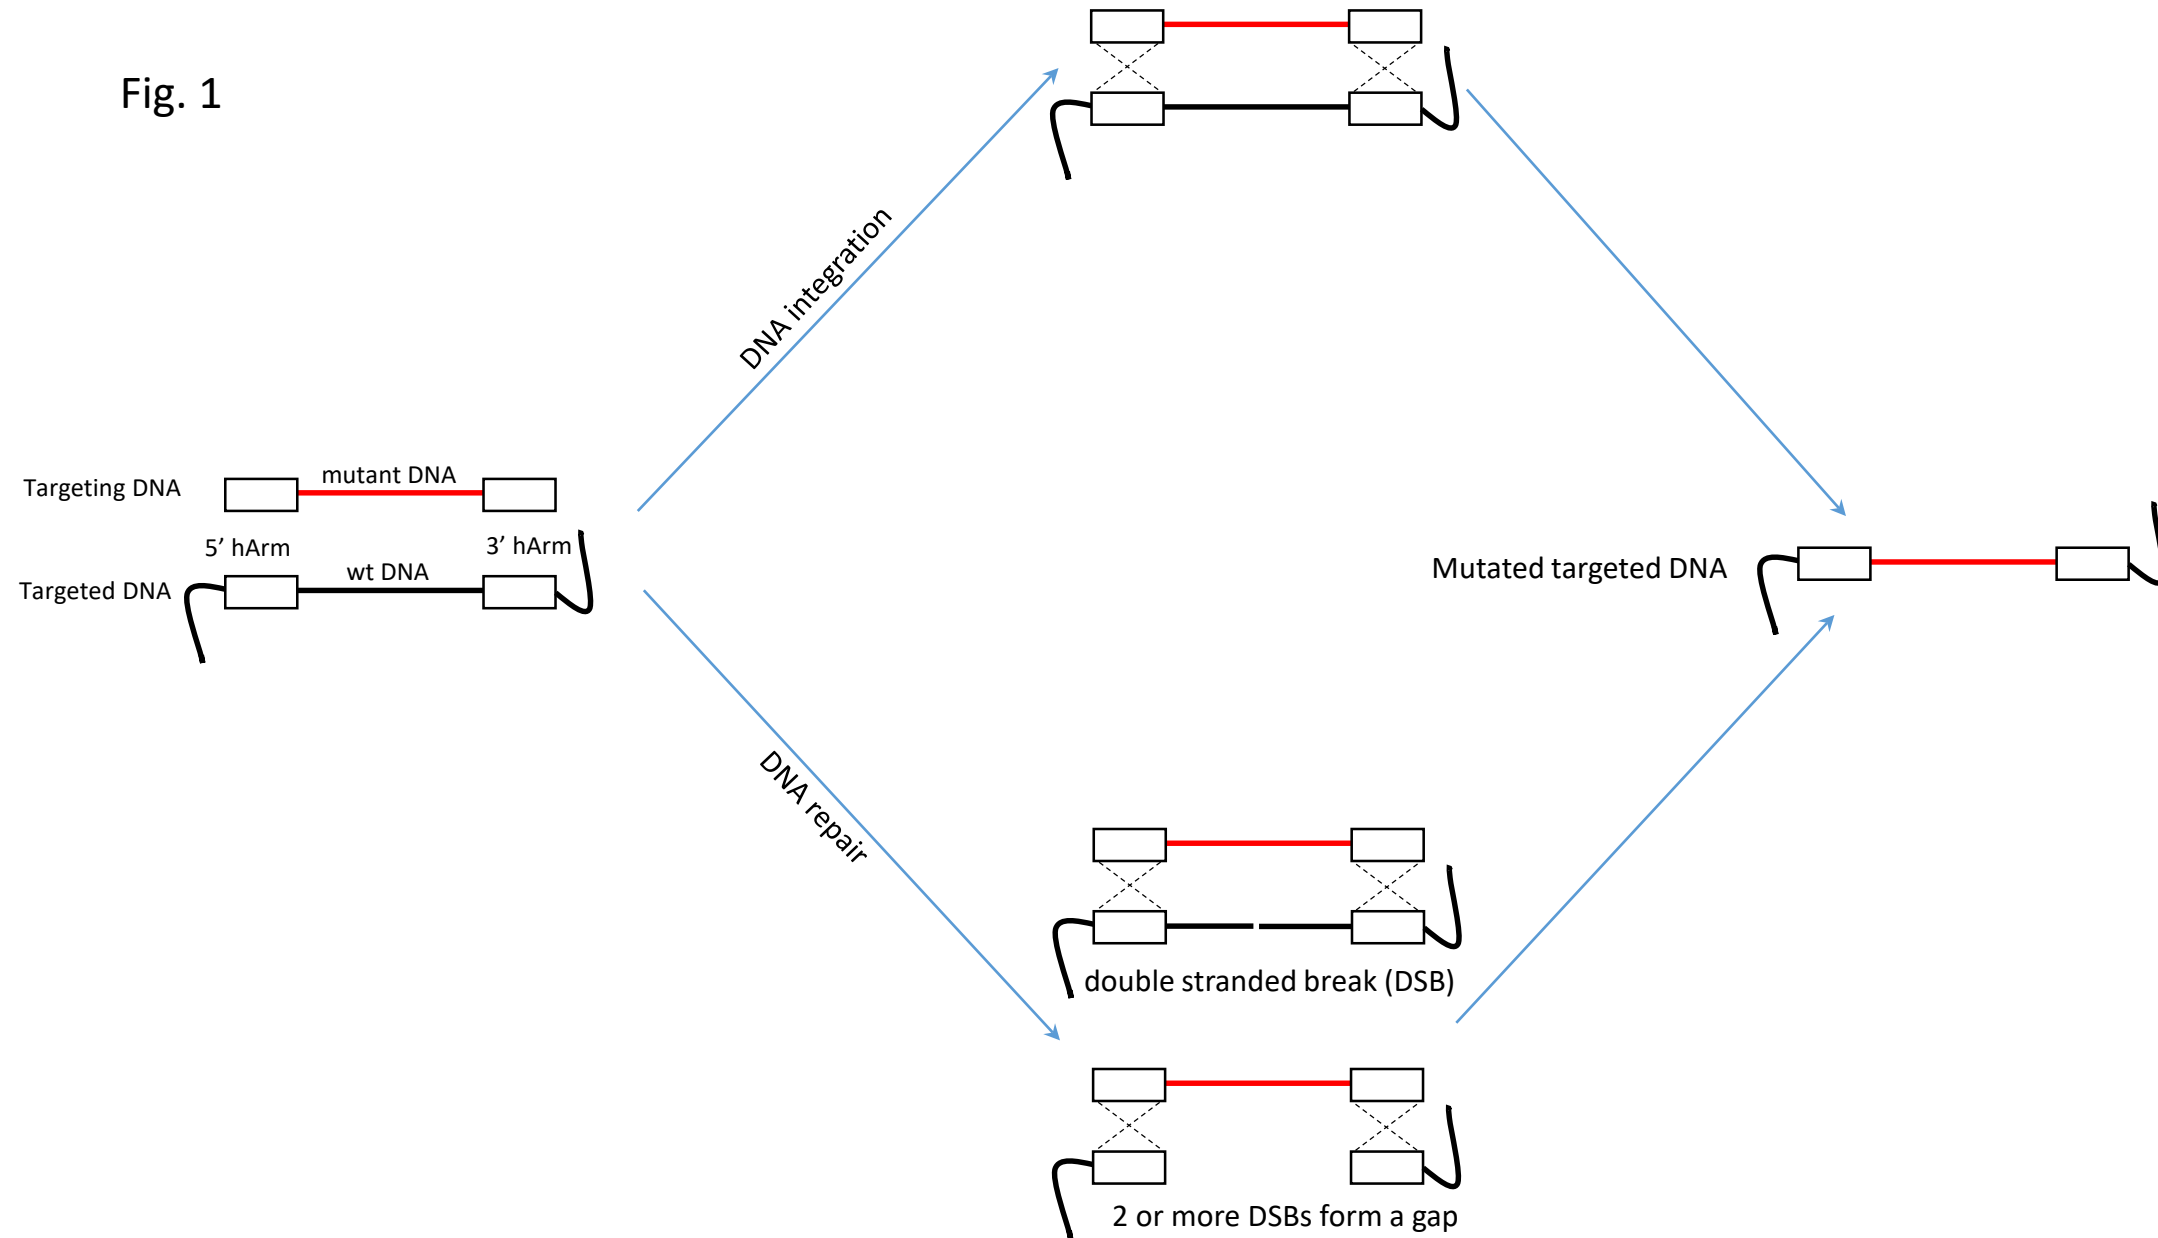 Fig. 1
DNA integration
Targeting DNA
mutant DNA
5’ hArm
3’ hArm
Targeted DNA
wt DNA
Mutated targeted DNA
DNA repair
double stranded break (DSB)
2 or more DSBs form a gap